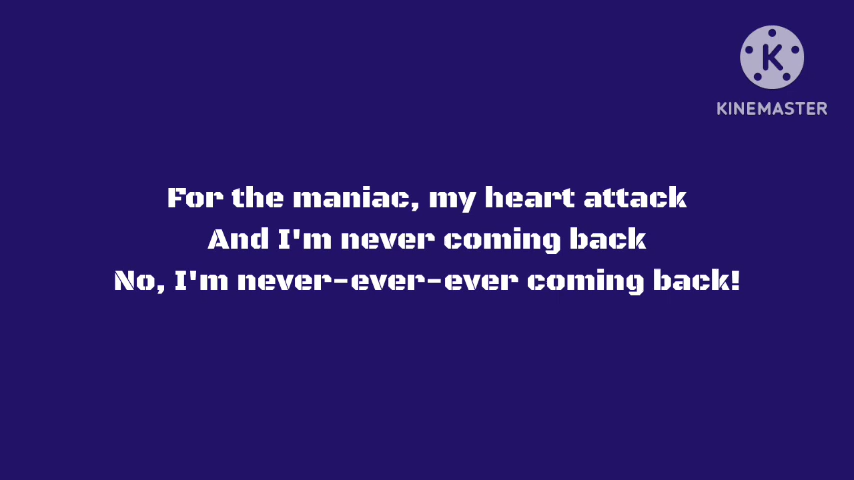 KINEMASTER
For the maniac, my heart attack
And I'm never coming back
No, I'm never-ever-ever coming back!